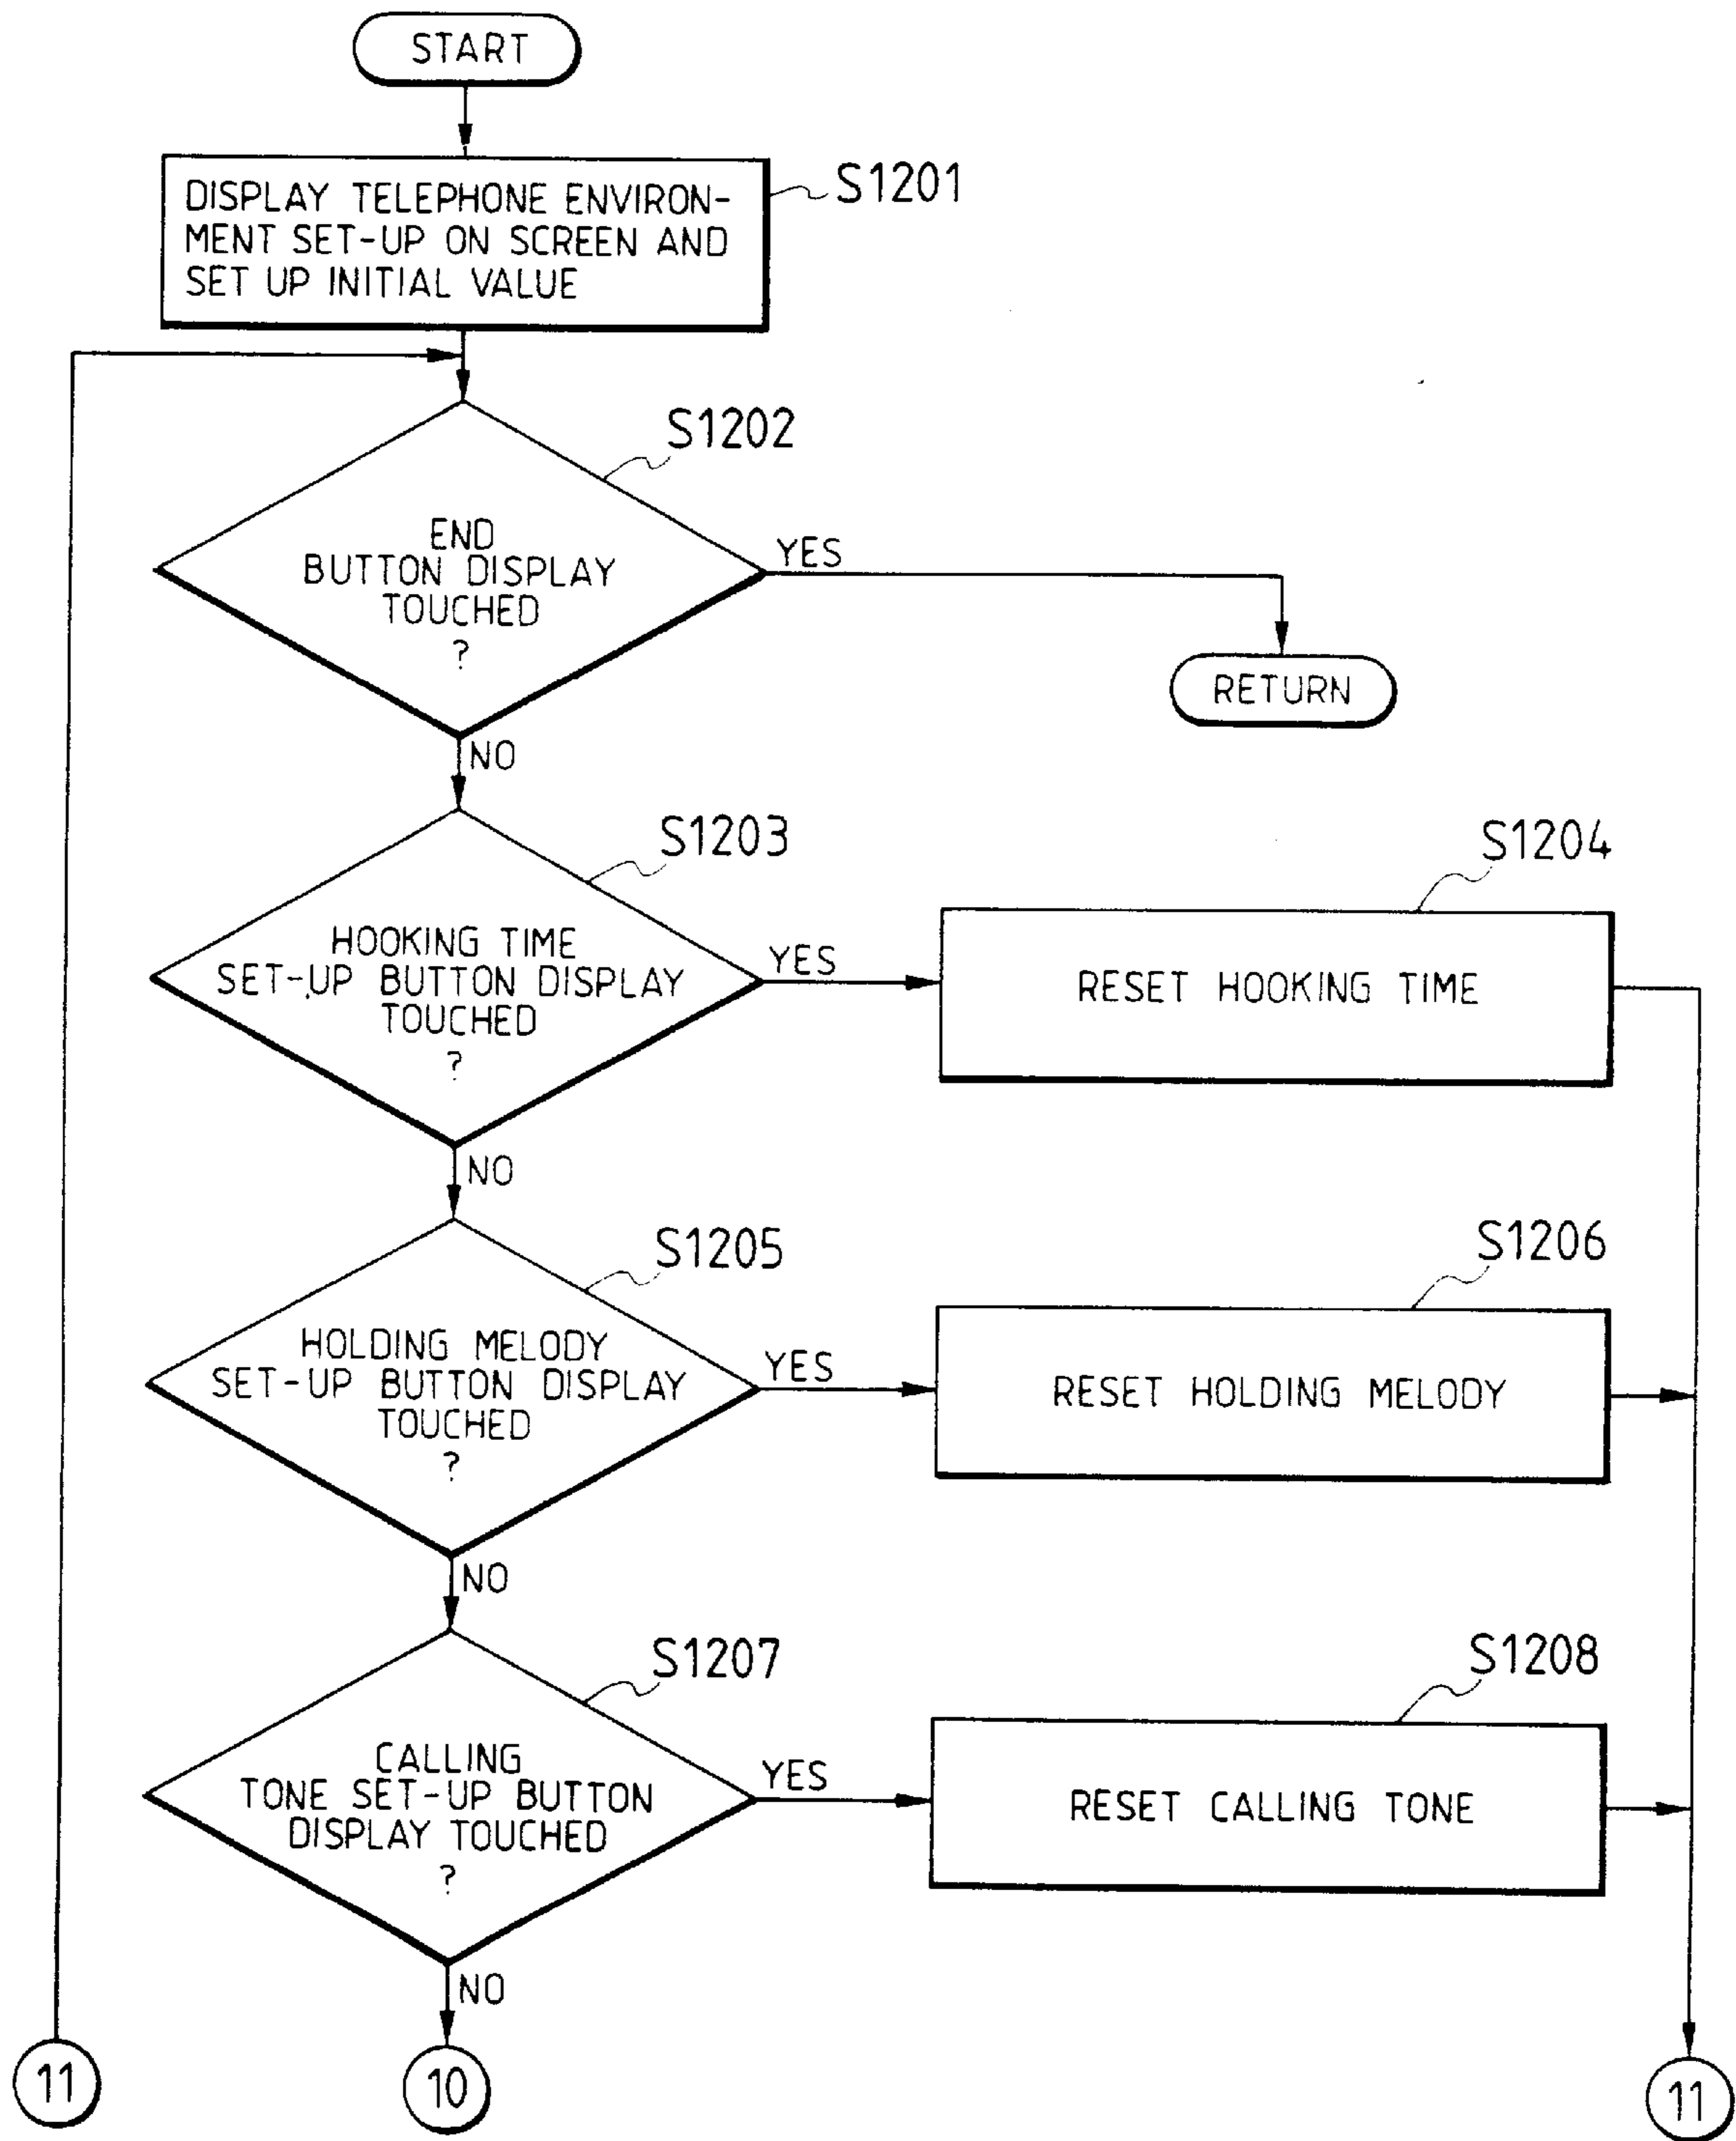 START
DISPLAY TELEPHONE ENVIRON-
MENT SET-UP ON SCREEN AND
SET UP INITIAL VALUE
S1201
S1202
END
BUTTON DISPLAY
TOUCHED
?
YES
RETURN
NO
S1203
HOOKING TIME
SET-UP BUTTON DISPLAY
TOUCHED
?
YES
S1204
RESET HOOKING TIME
NO
S1205
HOLDING MELODY
SET-UP BUTTON DISPLAY
TOUCHED
?
YES
S1206
RESET HOLDING MELODY
NO
S1207
CALLING
TONE SET-UP BUTTON
DISPLAY TOUCHED
?
YES
S1208
RESET CALLING TONE
NO
11
10
11